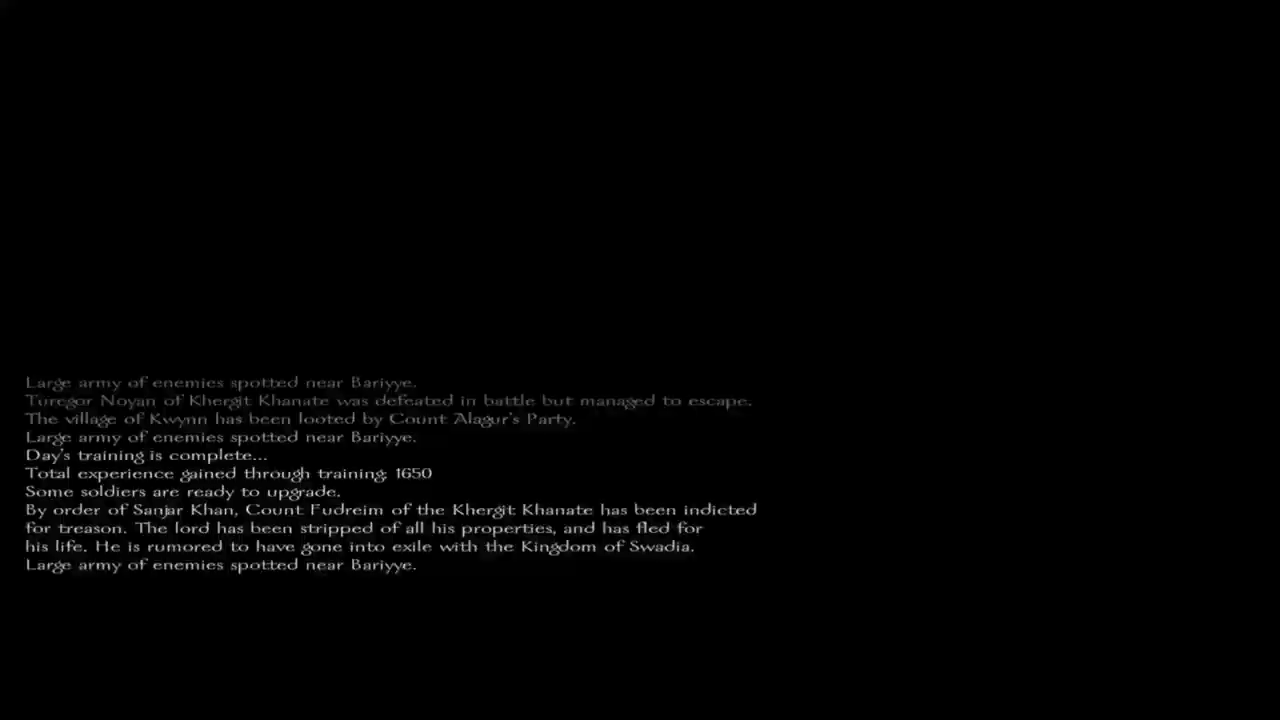 Large army of enemies spotted near Bariyye.
Turegor Noyan of Khergit Khanate was defeated in battle but managed to escape.
The village of Kwynn has been looted by Count Alagur's Party.
Large army of enemies spotted near Bariyye.
Day's training is complete...
Total experience gained through training: 1650
Some soldiers are ready to upgrade.
By order of Sanjar Khan, Count Fudreim of the Khergit Khanate has been indicted
for treason. The lord has been stripped of all his properties, and has fled for
his life. He is rumored to have gone into exile with the Kingdom of Swadia.
Large army of enemies spotted near Bariyye.